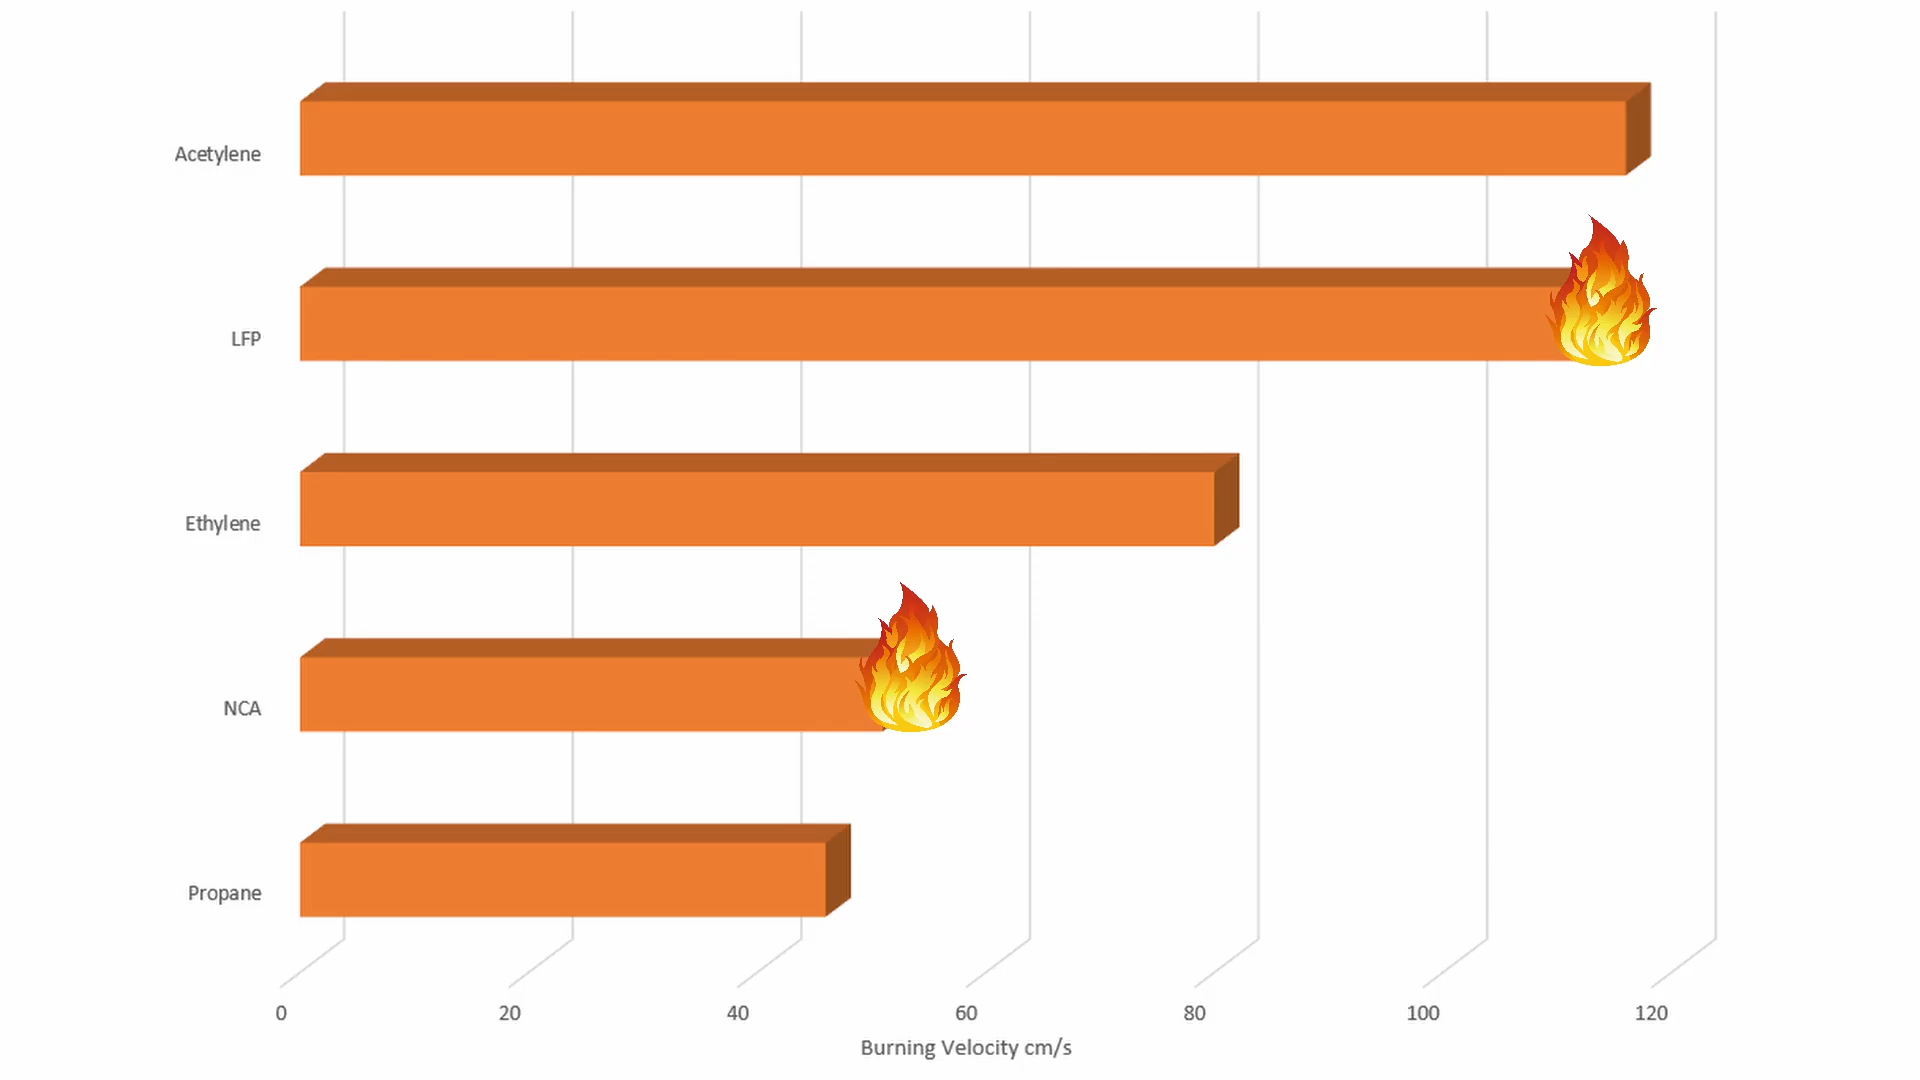 Acetylene
LFP
Ethylene
NCA
Propane
0 20 40 60 80 100 120
Burning Velocity cm/s